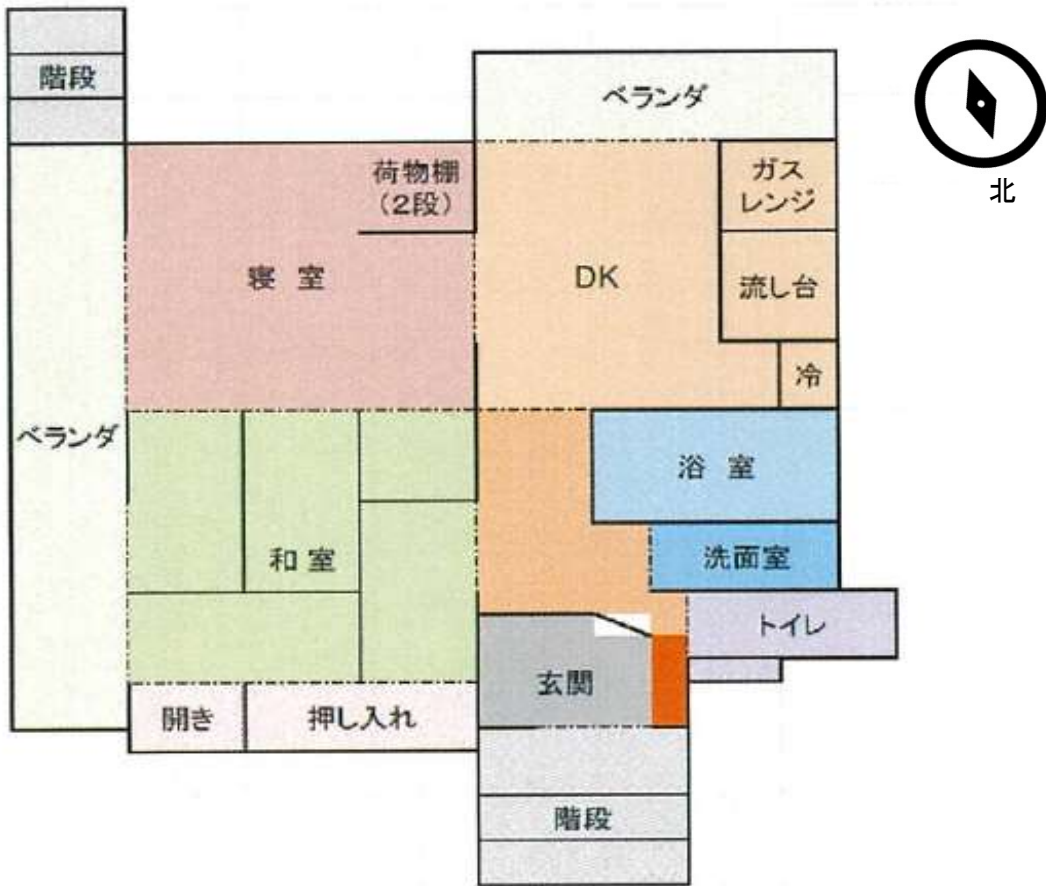 階段
ベランダ
荷物棚
(2段)
ガス
レンジ
北
寝 室
DK
流し台
冷
ベランダ
浴 室
和 室
洗面室
トイレ
玄関
開き
押し入れ
階段